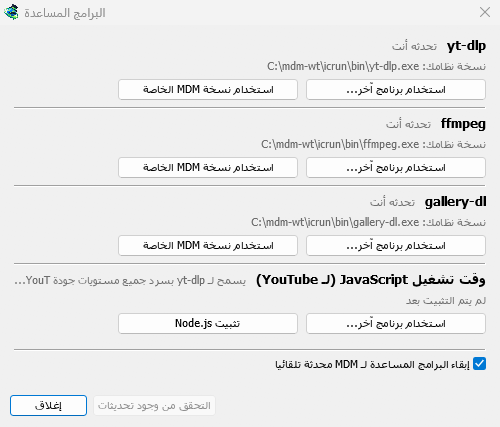 البرامج المساعدة
yt-dlp تحدثه أنت
نسخة نظامك: C:\mdm-wt\icrun\bin\yt-dlp.exe
استخدام برنامج آخر... استخدام نسخة MDM الخاصة
ffmpeg تحدثه أنت
نسخة نظامك: C:\mdm-wt\icrun\bin\ffmpeg.exe
استخدام برنامج آخر... استخدام نسخة MDM الخاصة
gallery-dl تحدثه أنت
نسخة نظامك: C:\mdm-wt\icrun\bin\gallery-dl.exe
استخدام برنامج آخر... استخدام نسخة MDM الخاصة
وقت تشغيل JavaScript (لـ YouTube) يسمح لـ yt-dlp بسرد جميع مستويات جودة YouT...
لم يتم التثبيت بعد
استخدام برنامج آخر... تثبيت Node.js
إبقاء البرامج المساعدة لـ MDM محدثة تلقائيا
التحقق من وجود تحديثات إغلاق